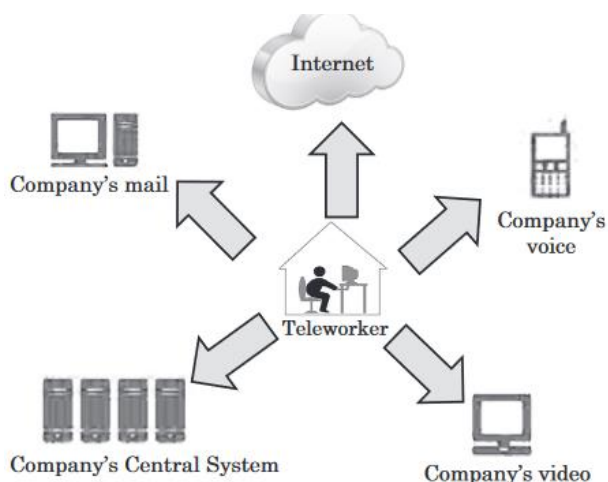 Internet
Company's mail
Company's
voice
Teleworker
Company's Central System
Company's video